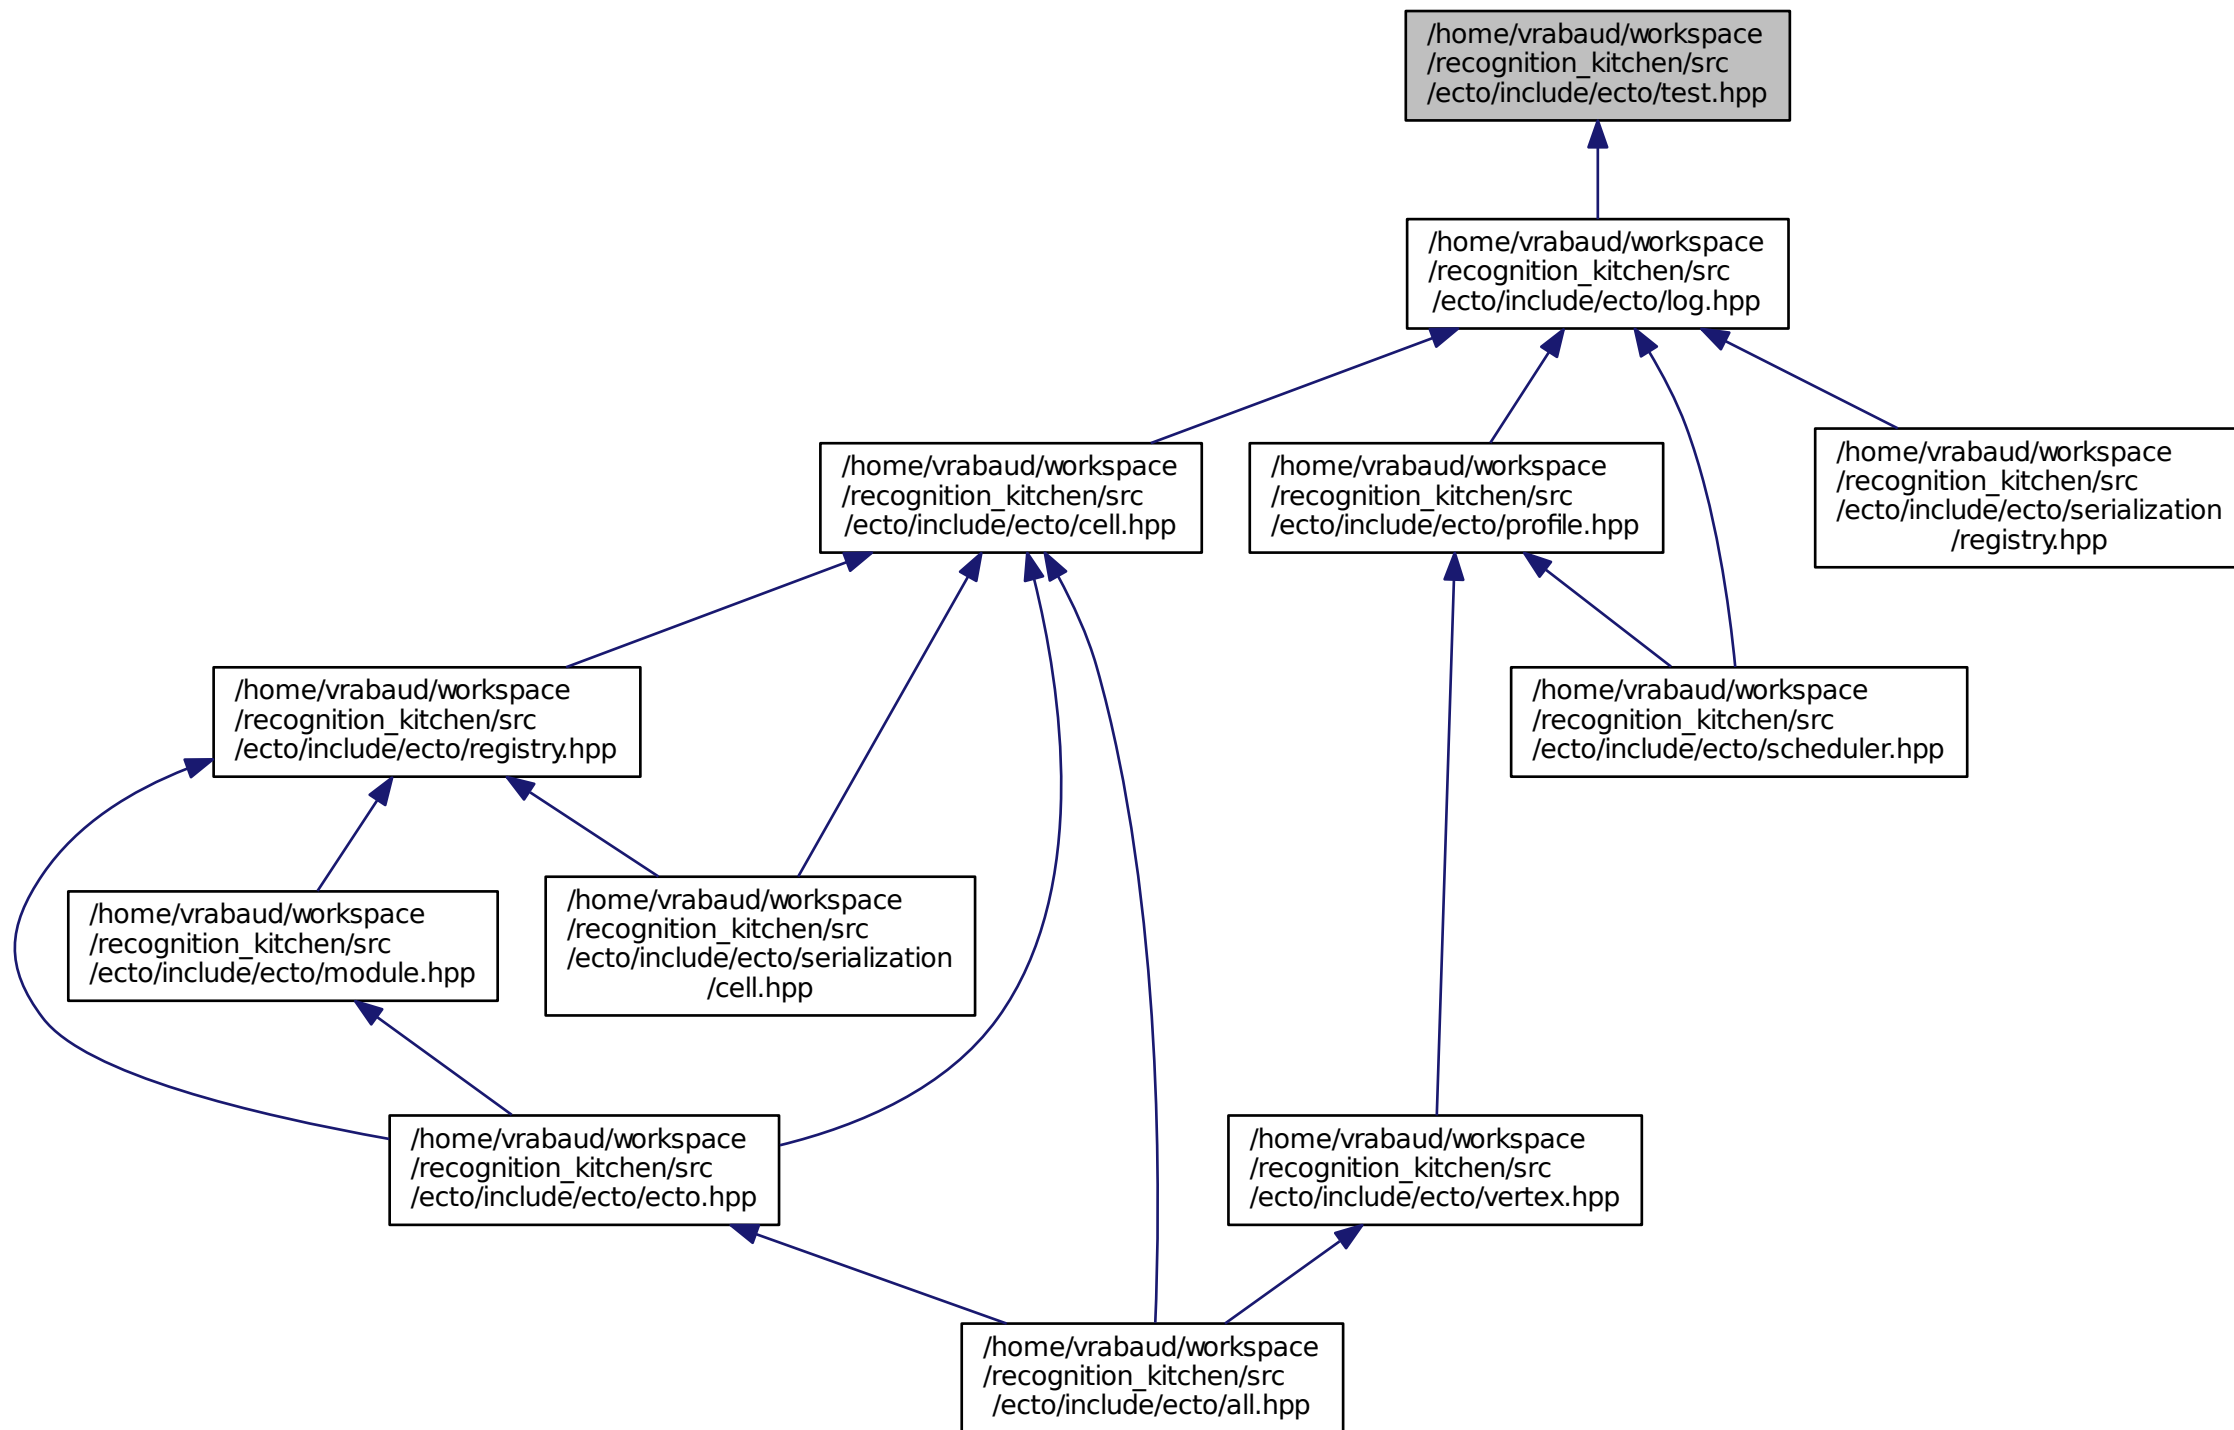 /home/vrabaud/workspace
/recognition_kitchen/src
/ecto/include/ecto/test.hpp
/home/vrabaud/workspace
/recognition_kitchen/src
/ecto/include/ecto/log.hpp
/home/vrabaud/workspace
/recognition_kitchen/src
/ecto/include/ecto/cell.hpp
/home/vrabaud/workspace
/recognition_kitchen/src
/ecto/include/ecto/profile.hpp
/home/vrabaud/workspace
/recognition_kitchen/src
/ecto/include/ecto/serialization
/registry.hpp
/home/vrabaud/workspace
/recognition_kitchen/src
/ecto/include/ecto/registry.hpp
/home/vrabaud/workspace
/recognition_kitchen/src
/ecto/include/ecto/scheduler.hpp
/home/vrabaud/workspace
/recognition_kitchen/src
/ecto/include/ecto/module.hpp
/home/vrabaud/workspace
/recognition_kitchen/src
/ecto/include/ecto/serialization
/cell.hpp
/home/vrabaud/workspace
/recognition_kitchen/src
/ecto/include/ecto/ecto.hpp
/home/vrabaud/workspace
/recognition_kitchen/src
/ecto/include/ecto/vertex.hpp
/home/vrabaud/workspace
/recognition_kitchen/src
/ecto/include/ecto/all.hpp